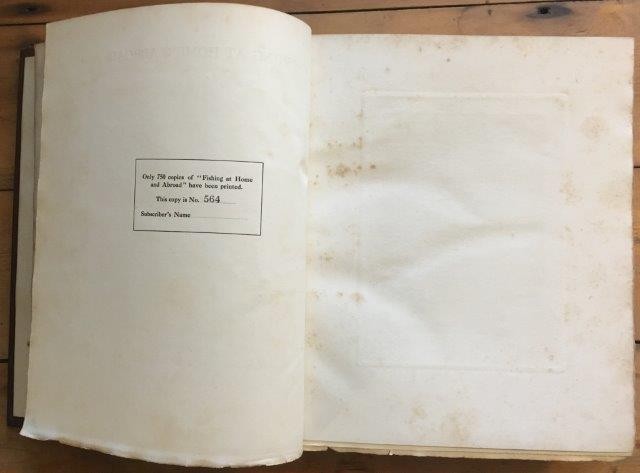 Only 750 copies of "Fishing at Home
and Abroad" have been printed.
This copy is No. 564
Subscriber's Name